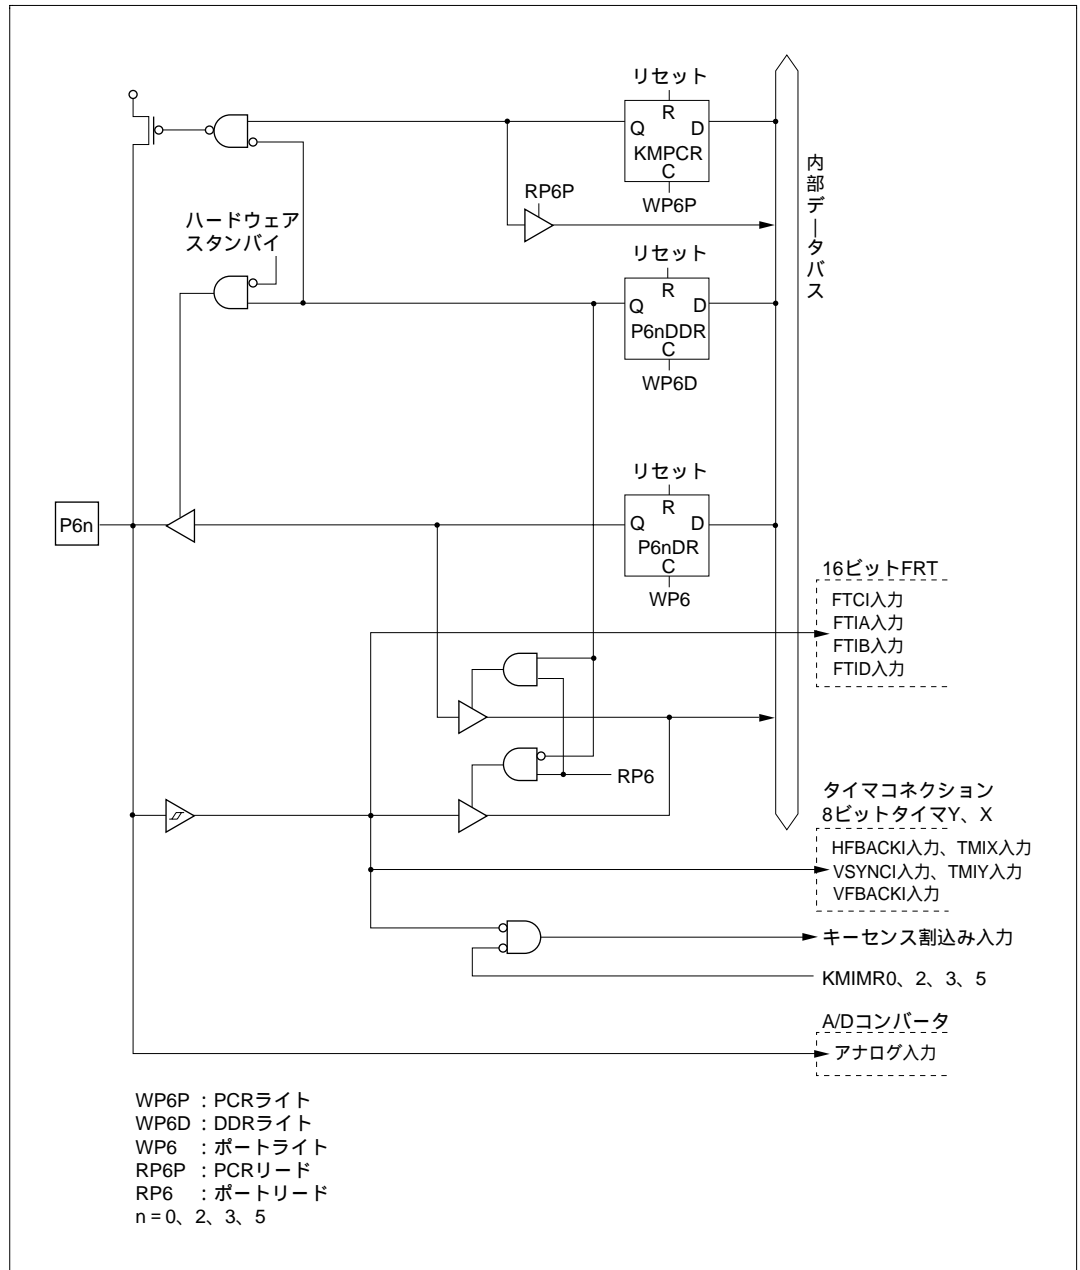 リセット
R
Q D
KMPCR
C
WP6P
RP6P
内部データバス
ハードウェア
スタンバイ
リセット
R
Q D
P6nDDR
C
WP6D
リセット
R
Q D
P6nDR
C
WP6
P6n
16ビットFRT
FTCI入力
FTIA入力
FTIB入力
FTID入力
RP6
タイマコネクション
8ビットタイマY、X
HFBACKI入力、TMIX入力
VSYNCI入力、TMIY入力
VFBACKI入力
キーセンス割込み入力
KMIMR0、2、3、5
A/Dコンバータ
アナログ入力
WP6P : PCRライト
WP6D : DDRライト
WP6 : ポートライト
RP6P : PCRリード
RP6 : ポートリード
n = 0、2、3、5